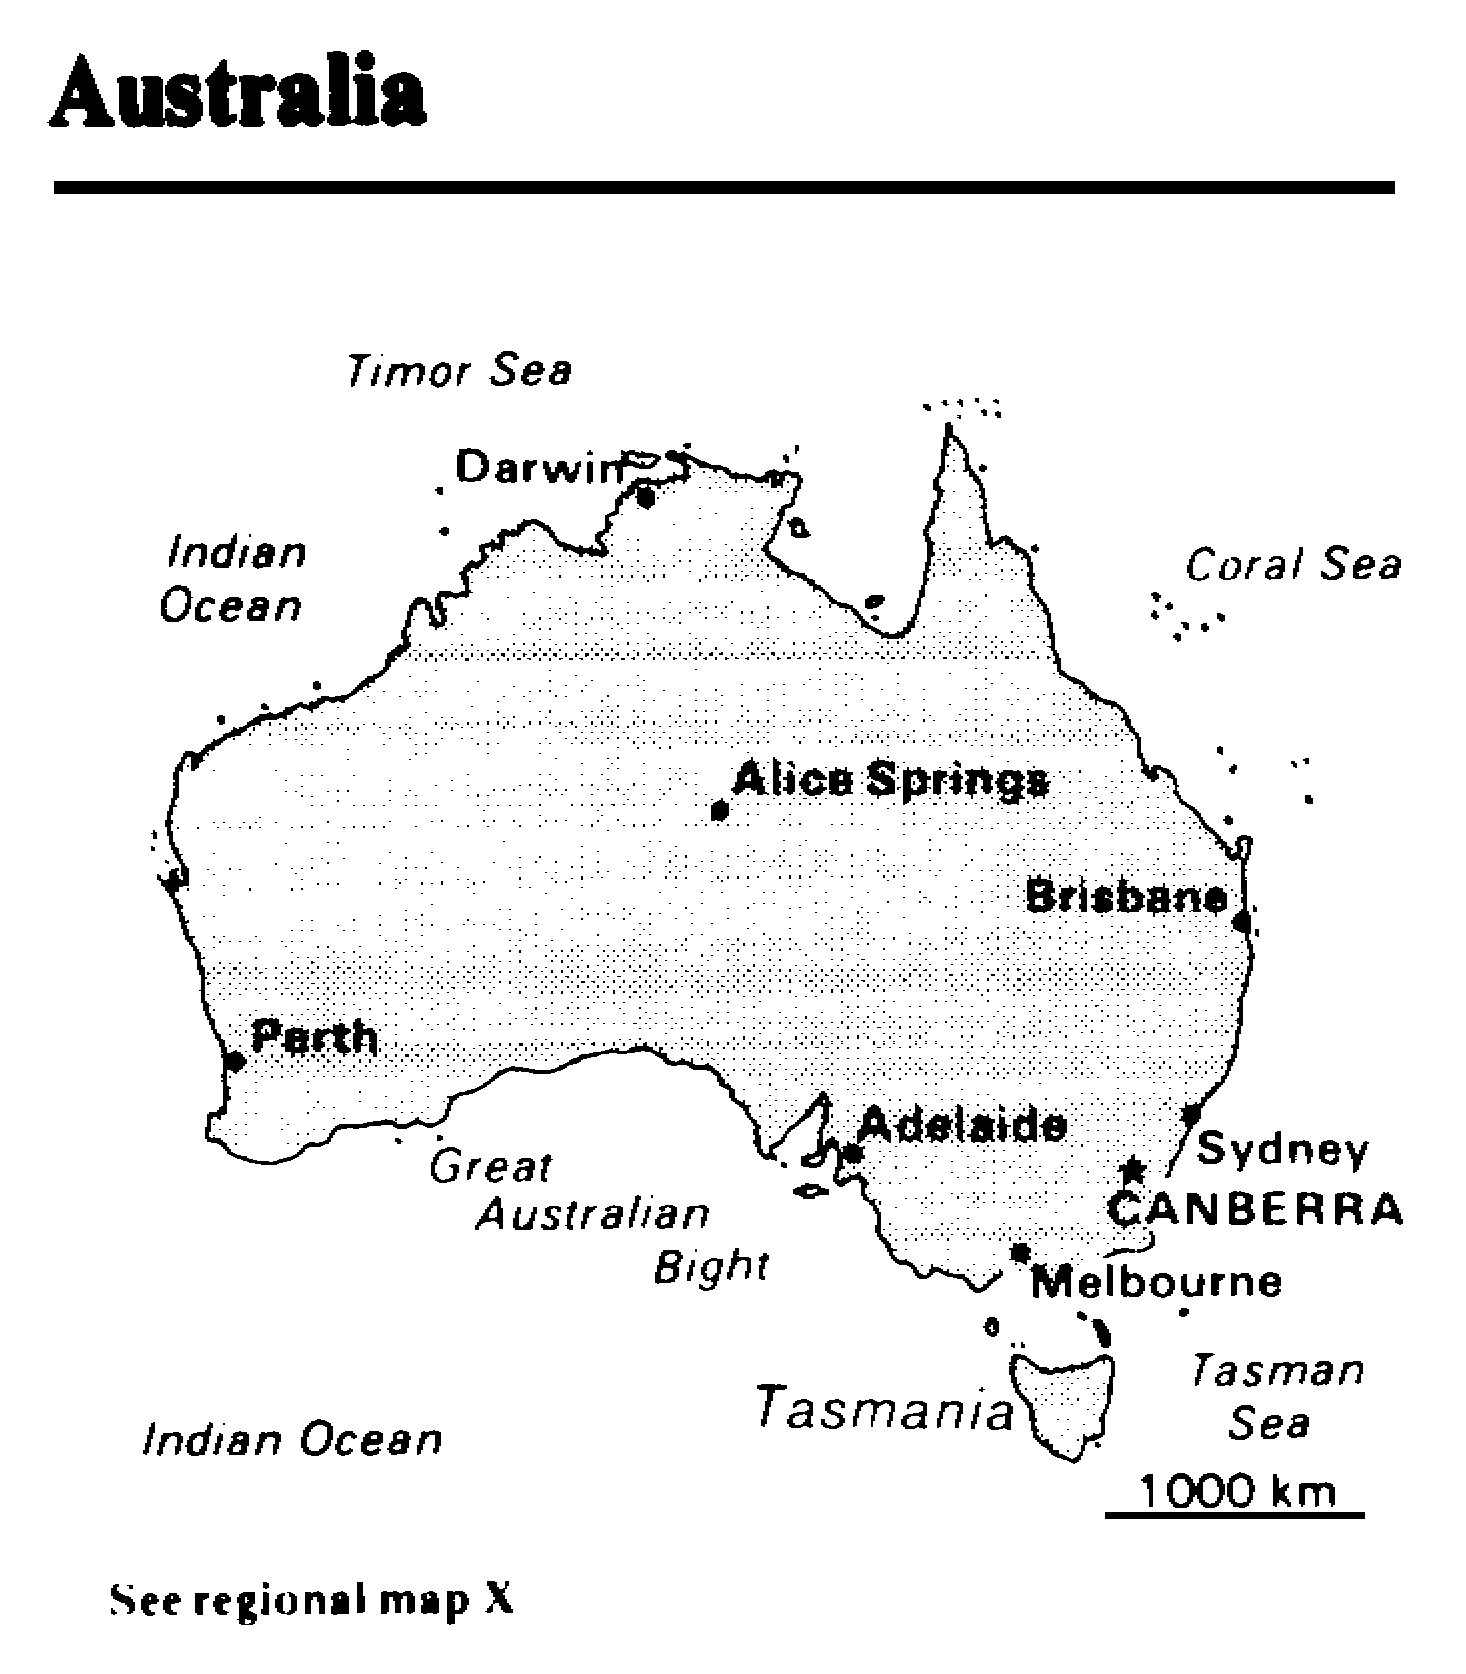 Australia
Timor Sea
Darwin
Indian
Ocean
Coral Sea
Alice Springs
Brisbane
Perth
Adelaide
Sydney
CANBERRA
Great
Australian
Bight
Melbourne
Tasmania
Tasman
Sea
Indian Ocean
1000 km
See regional map X